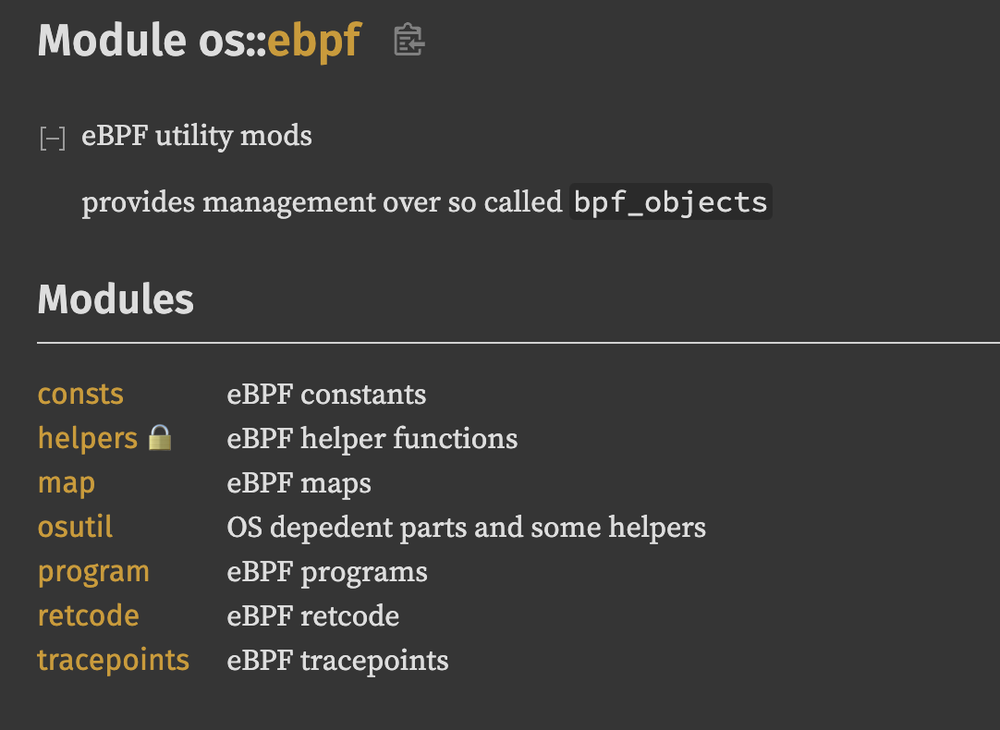 Module os::ebpf
[–] eBPF utility mods
provides management over so called bpf_objects
Modules
consts eBPF constants
helpers 🔒 eBPF helper functions
map eBPF maps
osutil OS depedent parts and some helpers
program eBPF programs
retcode eBPF retcode
tracepoints eBPF tracepoints